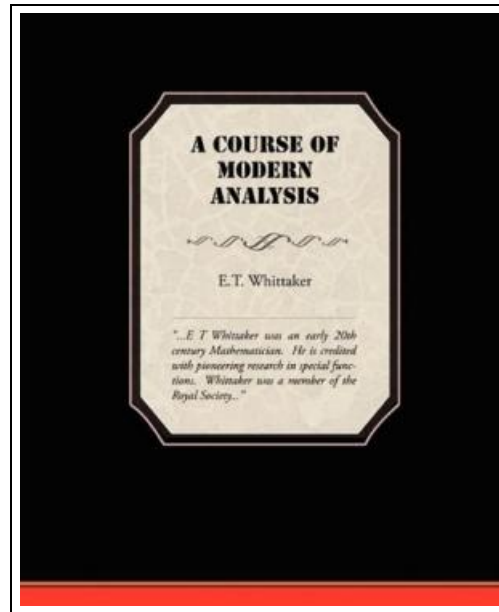 A COURSE OF
MODERN
ANALYSIS
E.T. Whittaker
"...E T Whittaker was an early 20th
century Mathematician. He is credited
with pioneering research in special func-
tions. Whittaker was a member of the
Royal Society..."